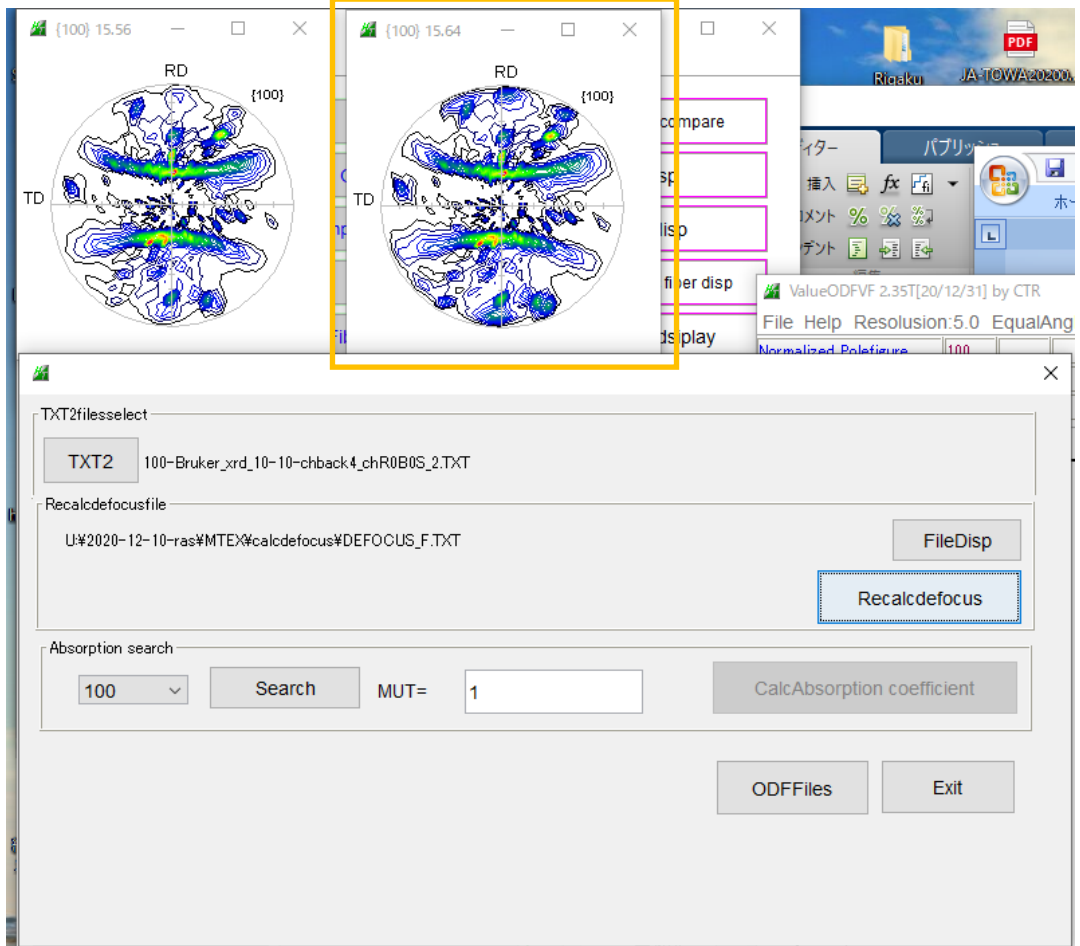 {100} 15.56
{100} 15.64
RD
{100}
TD
RD
{100}
TD
compare
disp
fiber disp
dsiplay
Rigaku
PDF
JA-TOWA20200..
パブリッシュ
挿入
fx
ValueODFVF 2.35T[20/12/31] by CTR
File Help Resolusion:5.0 EqualAng
Normalized Polefigure 100
TXT2filesselect
TXT2 100-Bruker_xrd_10-10-chback4_chR0B0S_2.TXT
Recalcdefocusfile
U:¥2020-12-10-ras¥MTEX¥calcdefocus¥DEFOCUS_F.TXT
FileDisp
Recalcdefocus
Absorption search
100 Search MUT= 1 CalcAbsorption coefficient
ODFFiles Exit